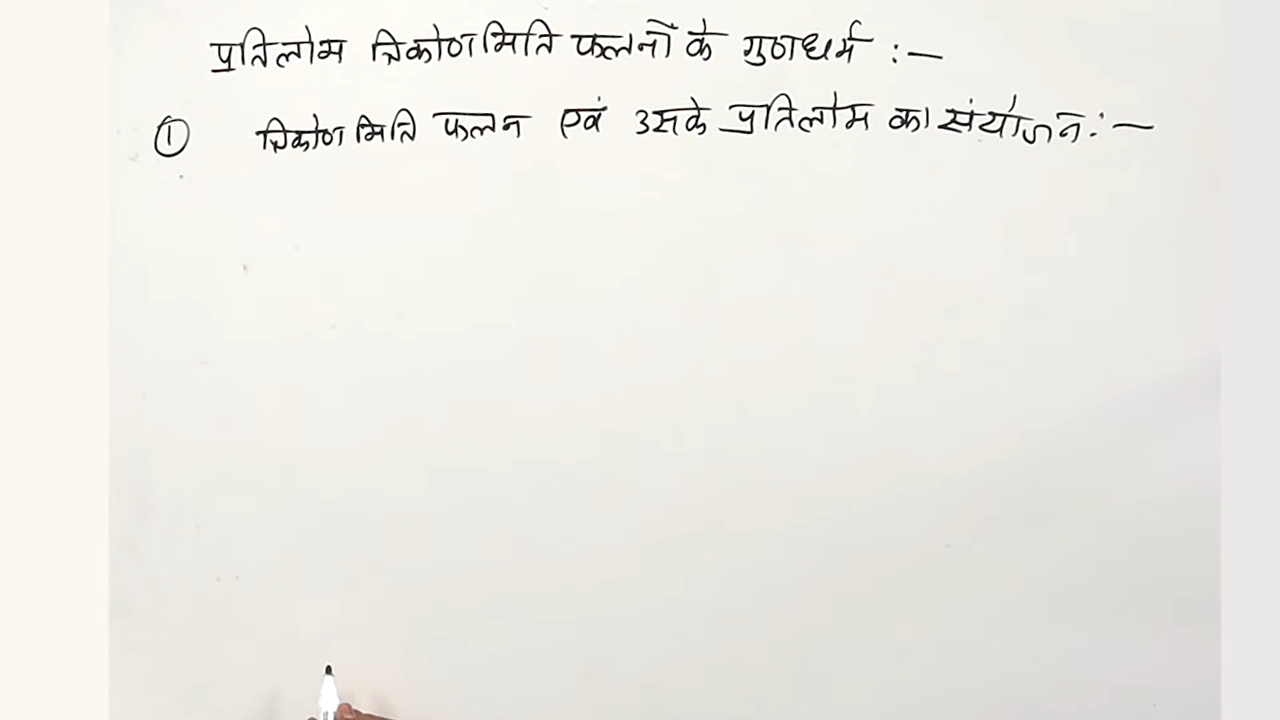 प्रतिलोम त्रिकोणमिति फलनों के गुणधर्म :—
① त्रिकोणमिति फलन एवं उसके प्रतिलोम का संयोजन :—